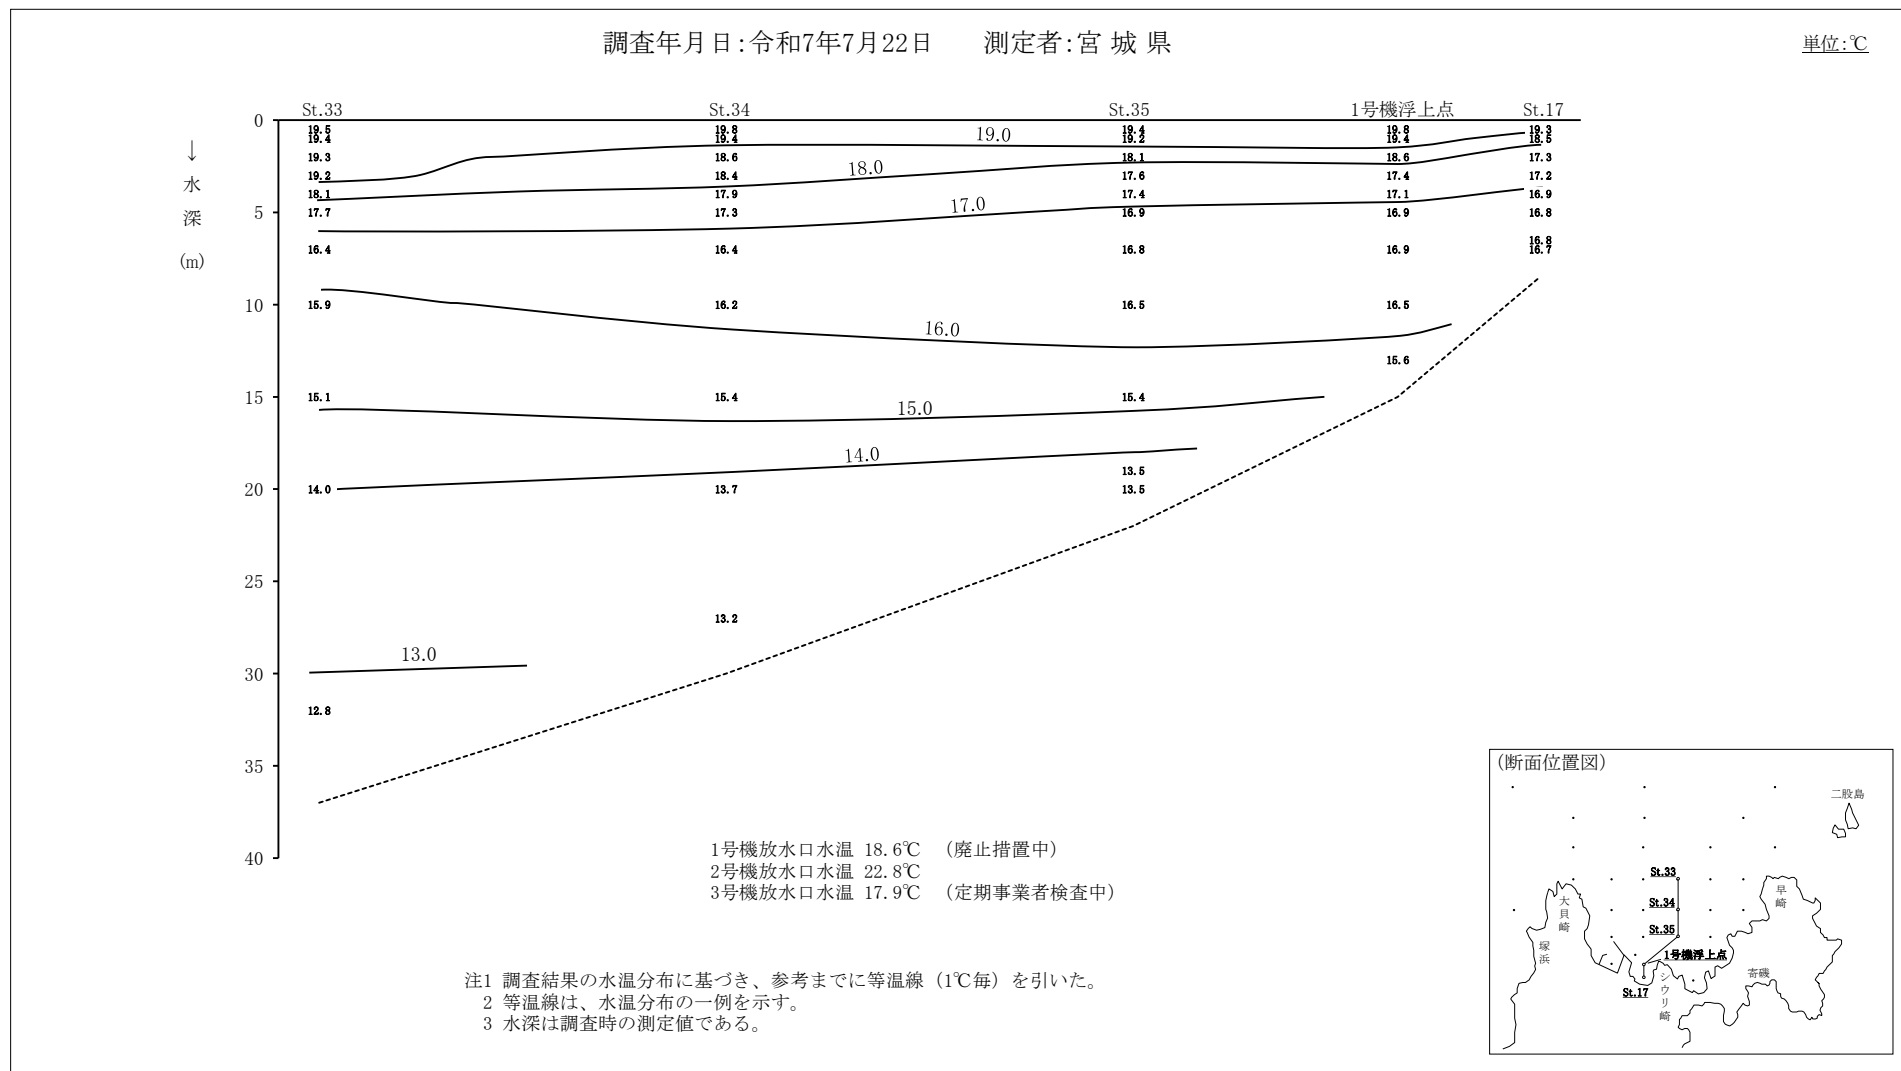 調査年月日:令和7年7月22日 測定者:宮 城 県
単位:℃
St.33 St.34 St.35 1号機浮上点 St.17
0
19.5 19.8 19.4 19.8 19.3
19.4 19.4 19.2 19.4 18.5
19.0
19.3 18.6 18.1 18.6 17.3
18.0
19.2 18.4 17.6 17.4 17.2
18.1 17.9 17.4 17.1 16.9
17.0
5 17.7 17.3 16.9 16.9 16.8
16.8
16.4 16.4 16.8 16.9 16.7
↓
水
深
(m)
10 15.9 16.2 16.5 16.5
16.0
15.6
15 15.1 15.4 15.4
15.0
14.0
13.5
20 14.0 13.7 13.5
25
13.2
13.0
30
12.8
35
40
1号機放水口水温 18.6℃ (廃止措置中)
2号機放水口水温 22.8℃
3号機放水口水温 17.9℃ (定期事業者検査中)
注1 調査結果の水温分布に基づき、参考までに等温線(1℃毎)を引いた。
2 等温線は、水温分布の一例を示す。
3 水深は調査時の測定値である。
(断面位置図)
二股島
St.33
早崎
大貝崎
St.34
St.35
塚浜
1号機浮上点
寄磯
シウリ崎
St.17